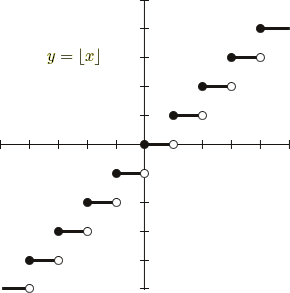 y = ⌊x⌋